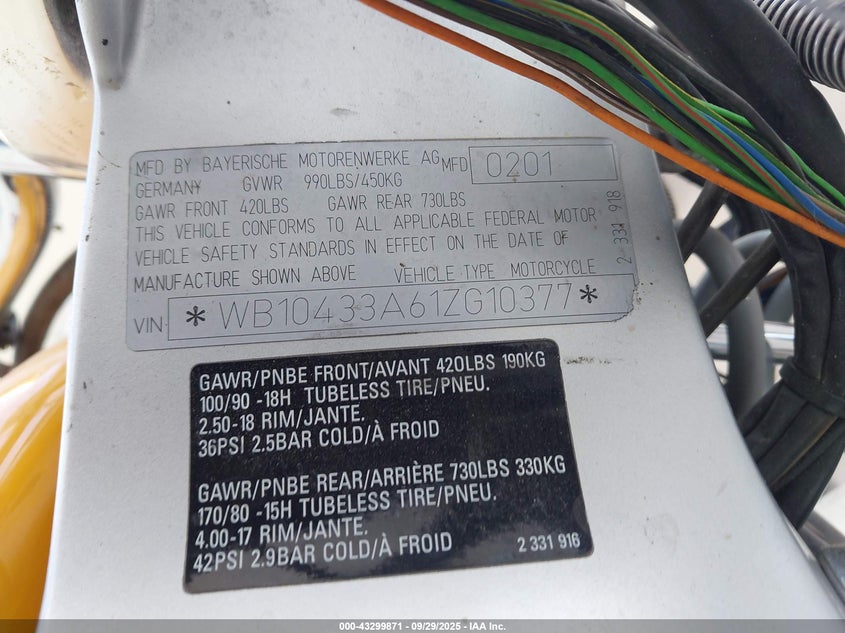 MFD BY BAYERISCHE MOTORENWERKE AG MFD 0201
GERMANY GVWR 990LBS/450KG
GAWR FRONT 420LBS GAWR REAR 730LBS
THIS VEHICLE CONFORMS TO ALL APPLICABLE FEDERAL MOTOR
VEHICLE SAFETY STANDARDS IN EFFECT ON THE DATE OF
MANUFACTURE SHOWN ABOVE VEHICLE TYPE MOTORCYCLE
2-331 918
VIN: *WB10433A61ZG10377*
GAWR/PNBE FRONT/AVANT 420LBS 190KG
100/90 -18H TUBELESS TIRE/PNEU.
2.50-18 RIM/JANTE.
36PSI 2.5BAR COLD/À FROID
GAWR/PNBE REAR/ARRIÈRE 730LBS 330KG
170/80 -15H TUBELESS TIRE/PNEU.
4.00-17 RIM/JANTE.
42PSI 2.9BAR COLD/À FROID 2 331 916
000-43299871 - 09/29/2025 - IAA Inc.